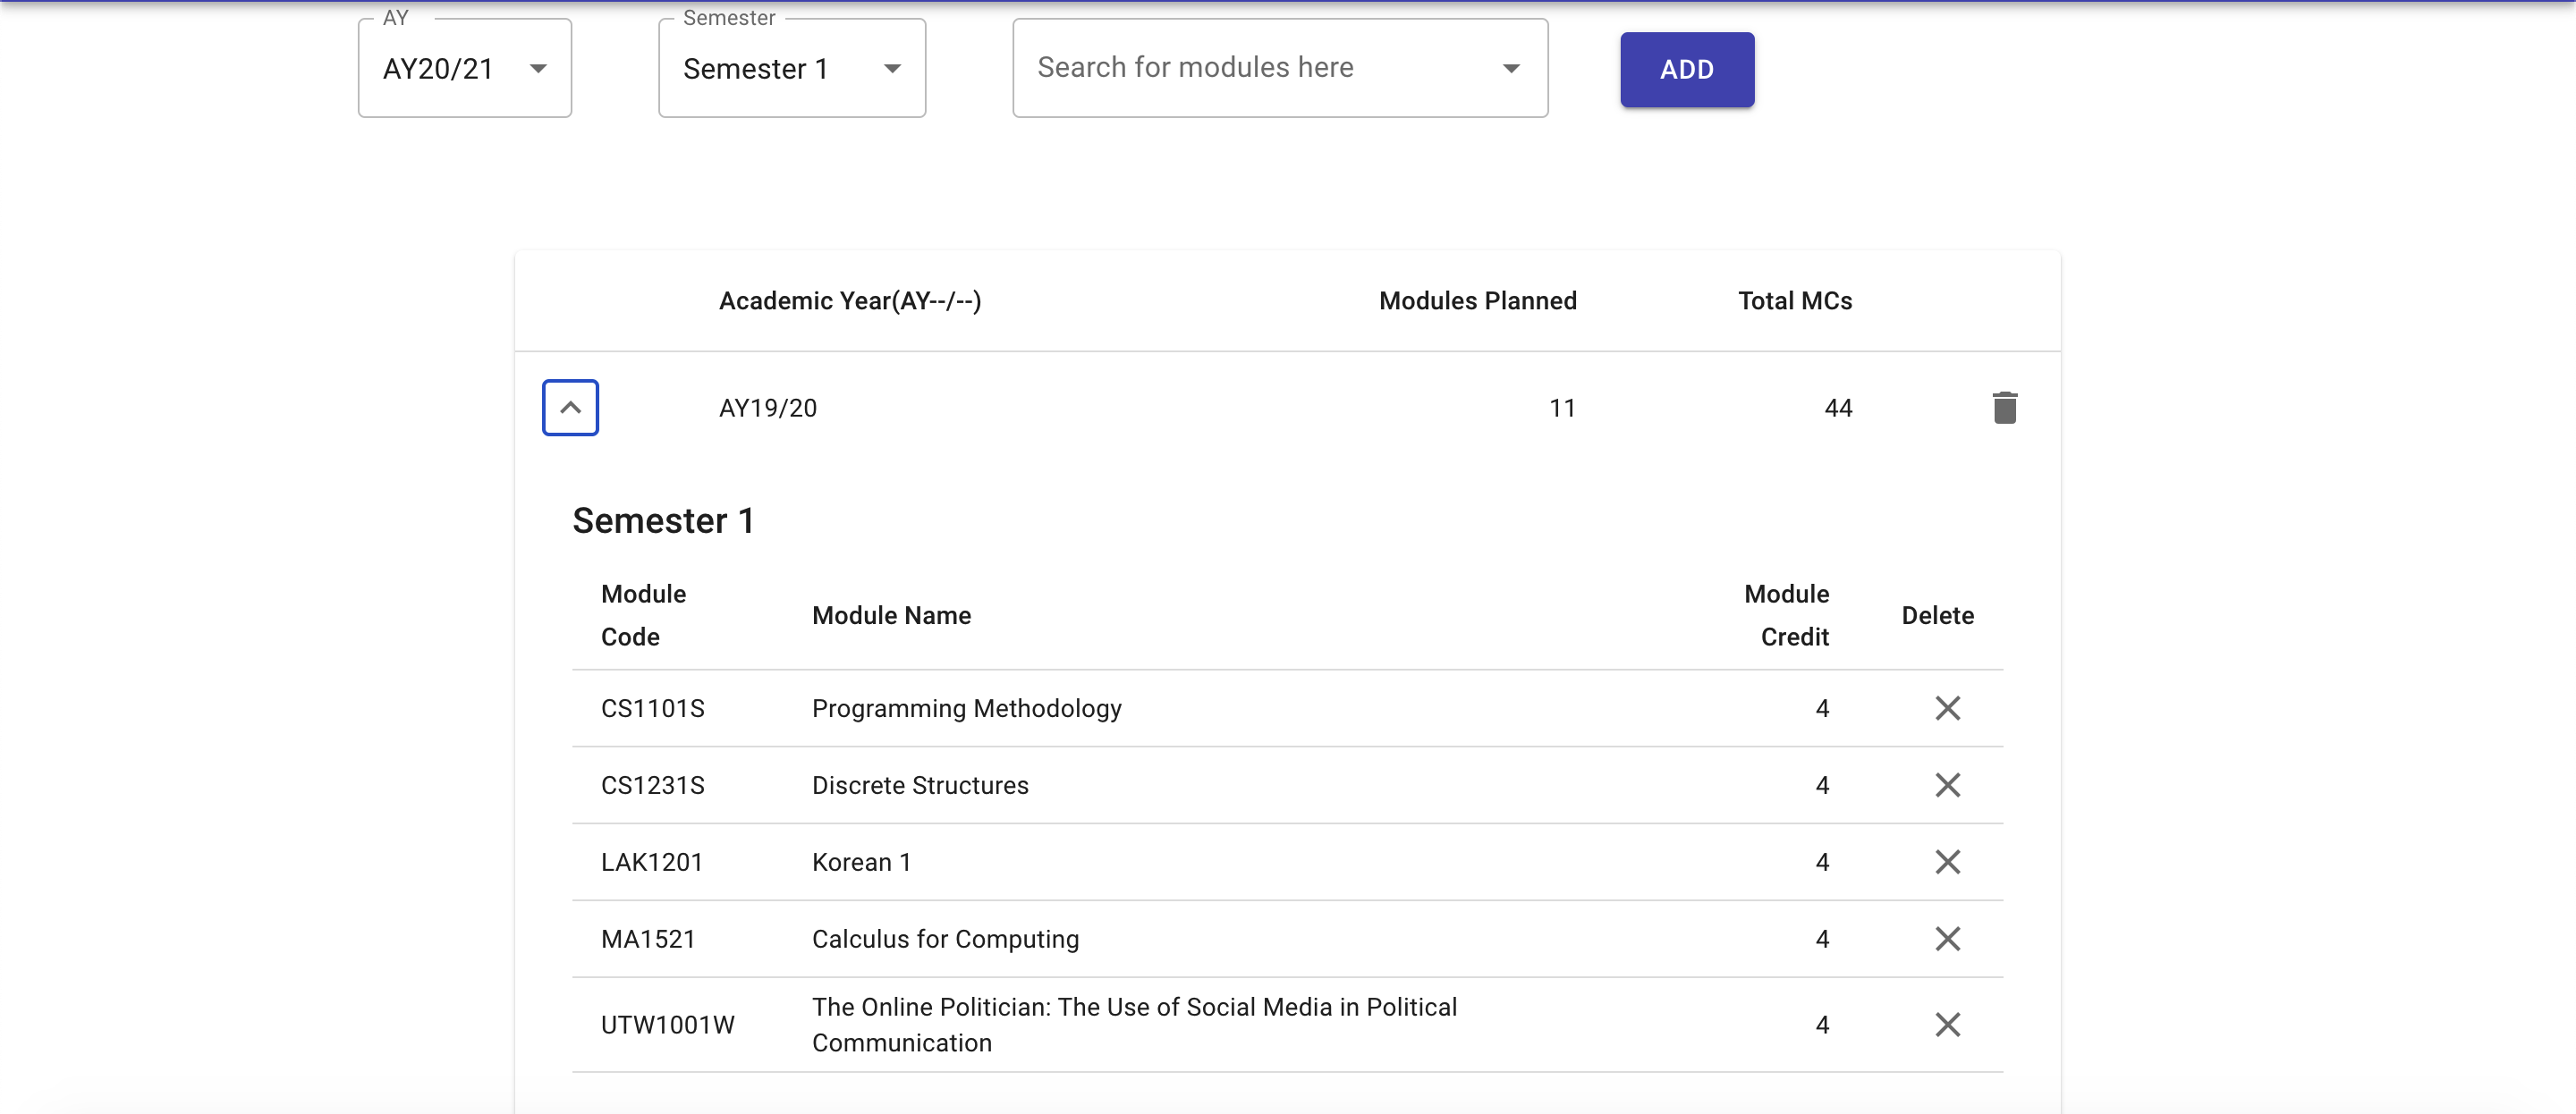 AY
Semester
AY20/21
Semester 1
Search for modules here
ADD
Academic Year(AY--/--)
Modules Planned
Total MCs
AY19/20
11
44
Semester 1
Module
Code
Module Name
Module
Credit
Delete
CS1101S
Programming Methodology
4
CS1231S
Discrete Structures
4
LAK1201
Korean 1
4
MA1521
Calculus for Computing
4
UTW1001W
The Online Politician: The Use of Social Media in Political
Communication
4